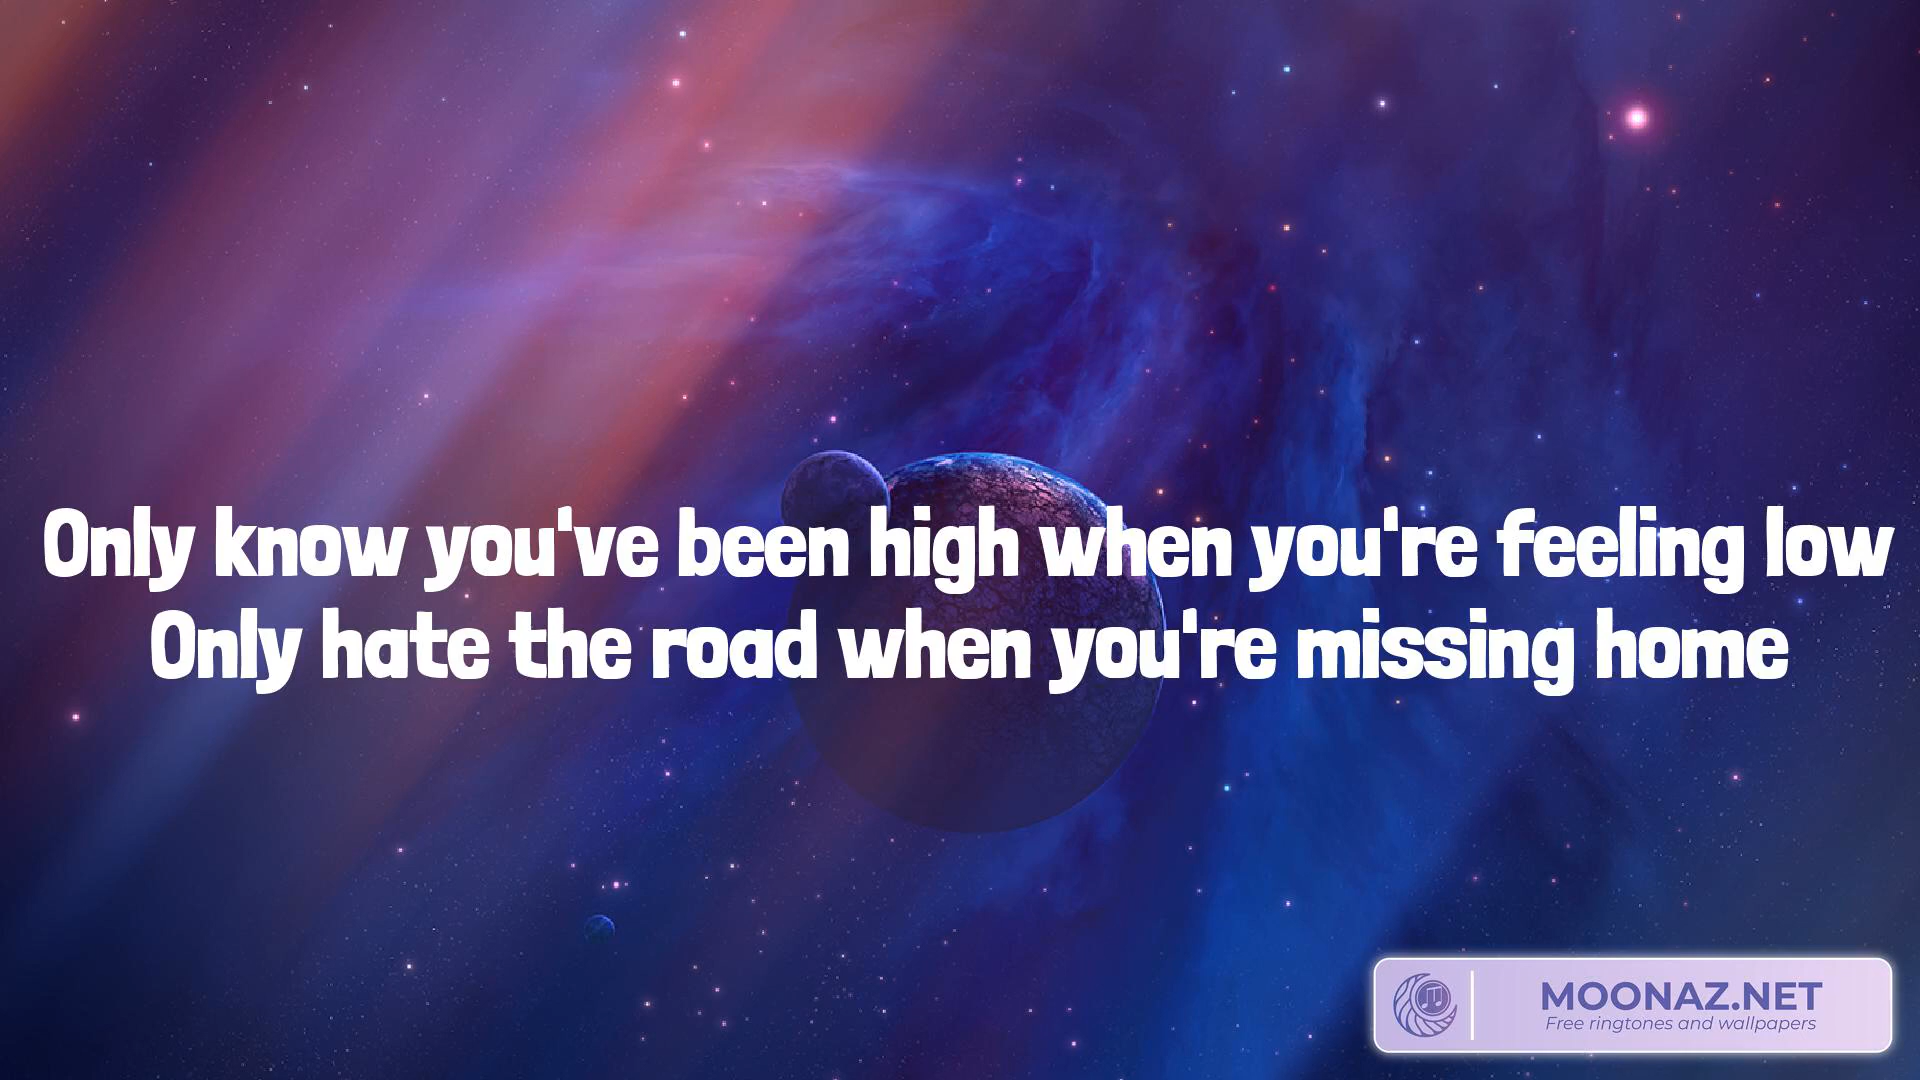 Only know you've been high when you're feeling low
Only hate the road when you're missing home
MOONAZ.NET
Free ringtones and wallpapers